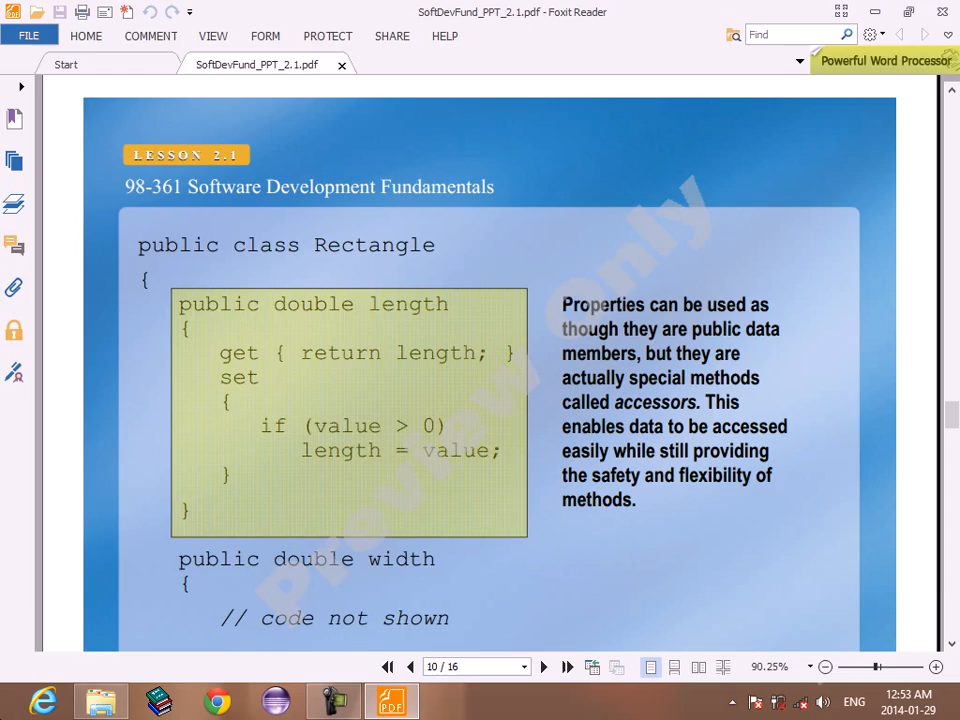 SoftDevFund_PPT_2.1.pdf - Foxit Reader
FILE HOME COMMENT VIEW FORM PROTECT SHARE HELP
Find
Start
SoftDevFund_PPT_2.1.pdf
Powerful Word Processor
LESSON 2.1
98-361 Software Development Fundamentals
public class Rectangle
{
public double length
{
get { return length; }
set
{
if (value > 0)
length = value;
}
}
public double width
{
// code not shown
Properties can be used as
though they are public data
members, but they are
actually special methods
called accessors. This
enables data to be accessed
easily while still providing
the safety and flexibility of
methods.
Preview Only
10 / 16
90.25%
ENG
12:53 AM
2014-01-29
PDF